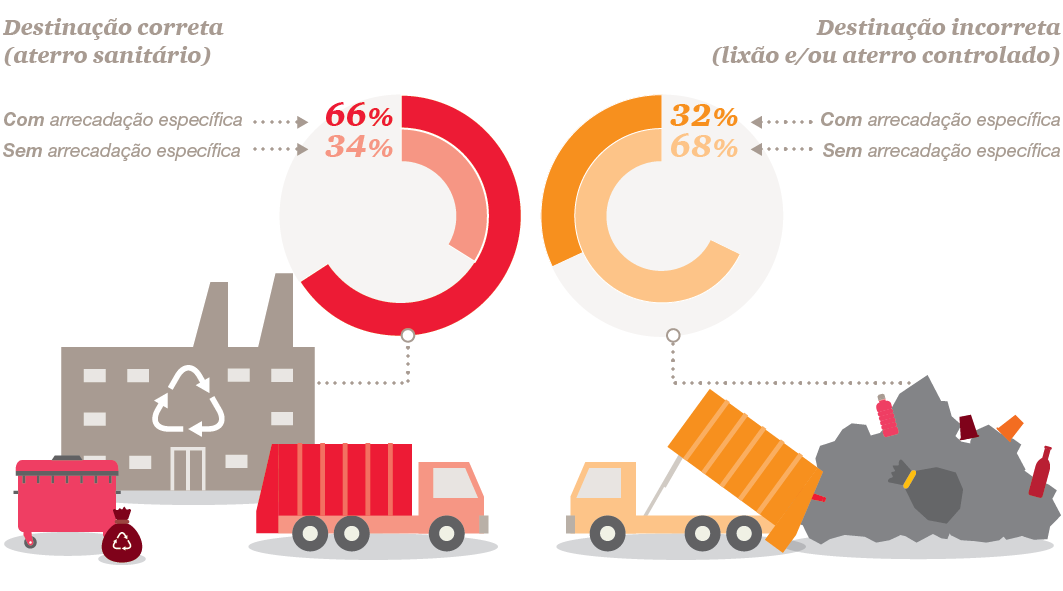 Destinação correta
(aterro sanitário)
Com arrecadação específica
66%
Sem arrecadação específica
34%
Destinação incorreta
(lixão e/ou aterro controlado)
32%
Com arrecadação específica
68%
Sem arrecadação específica